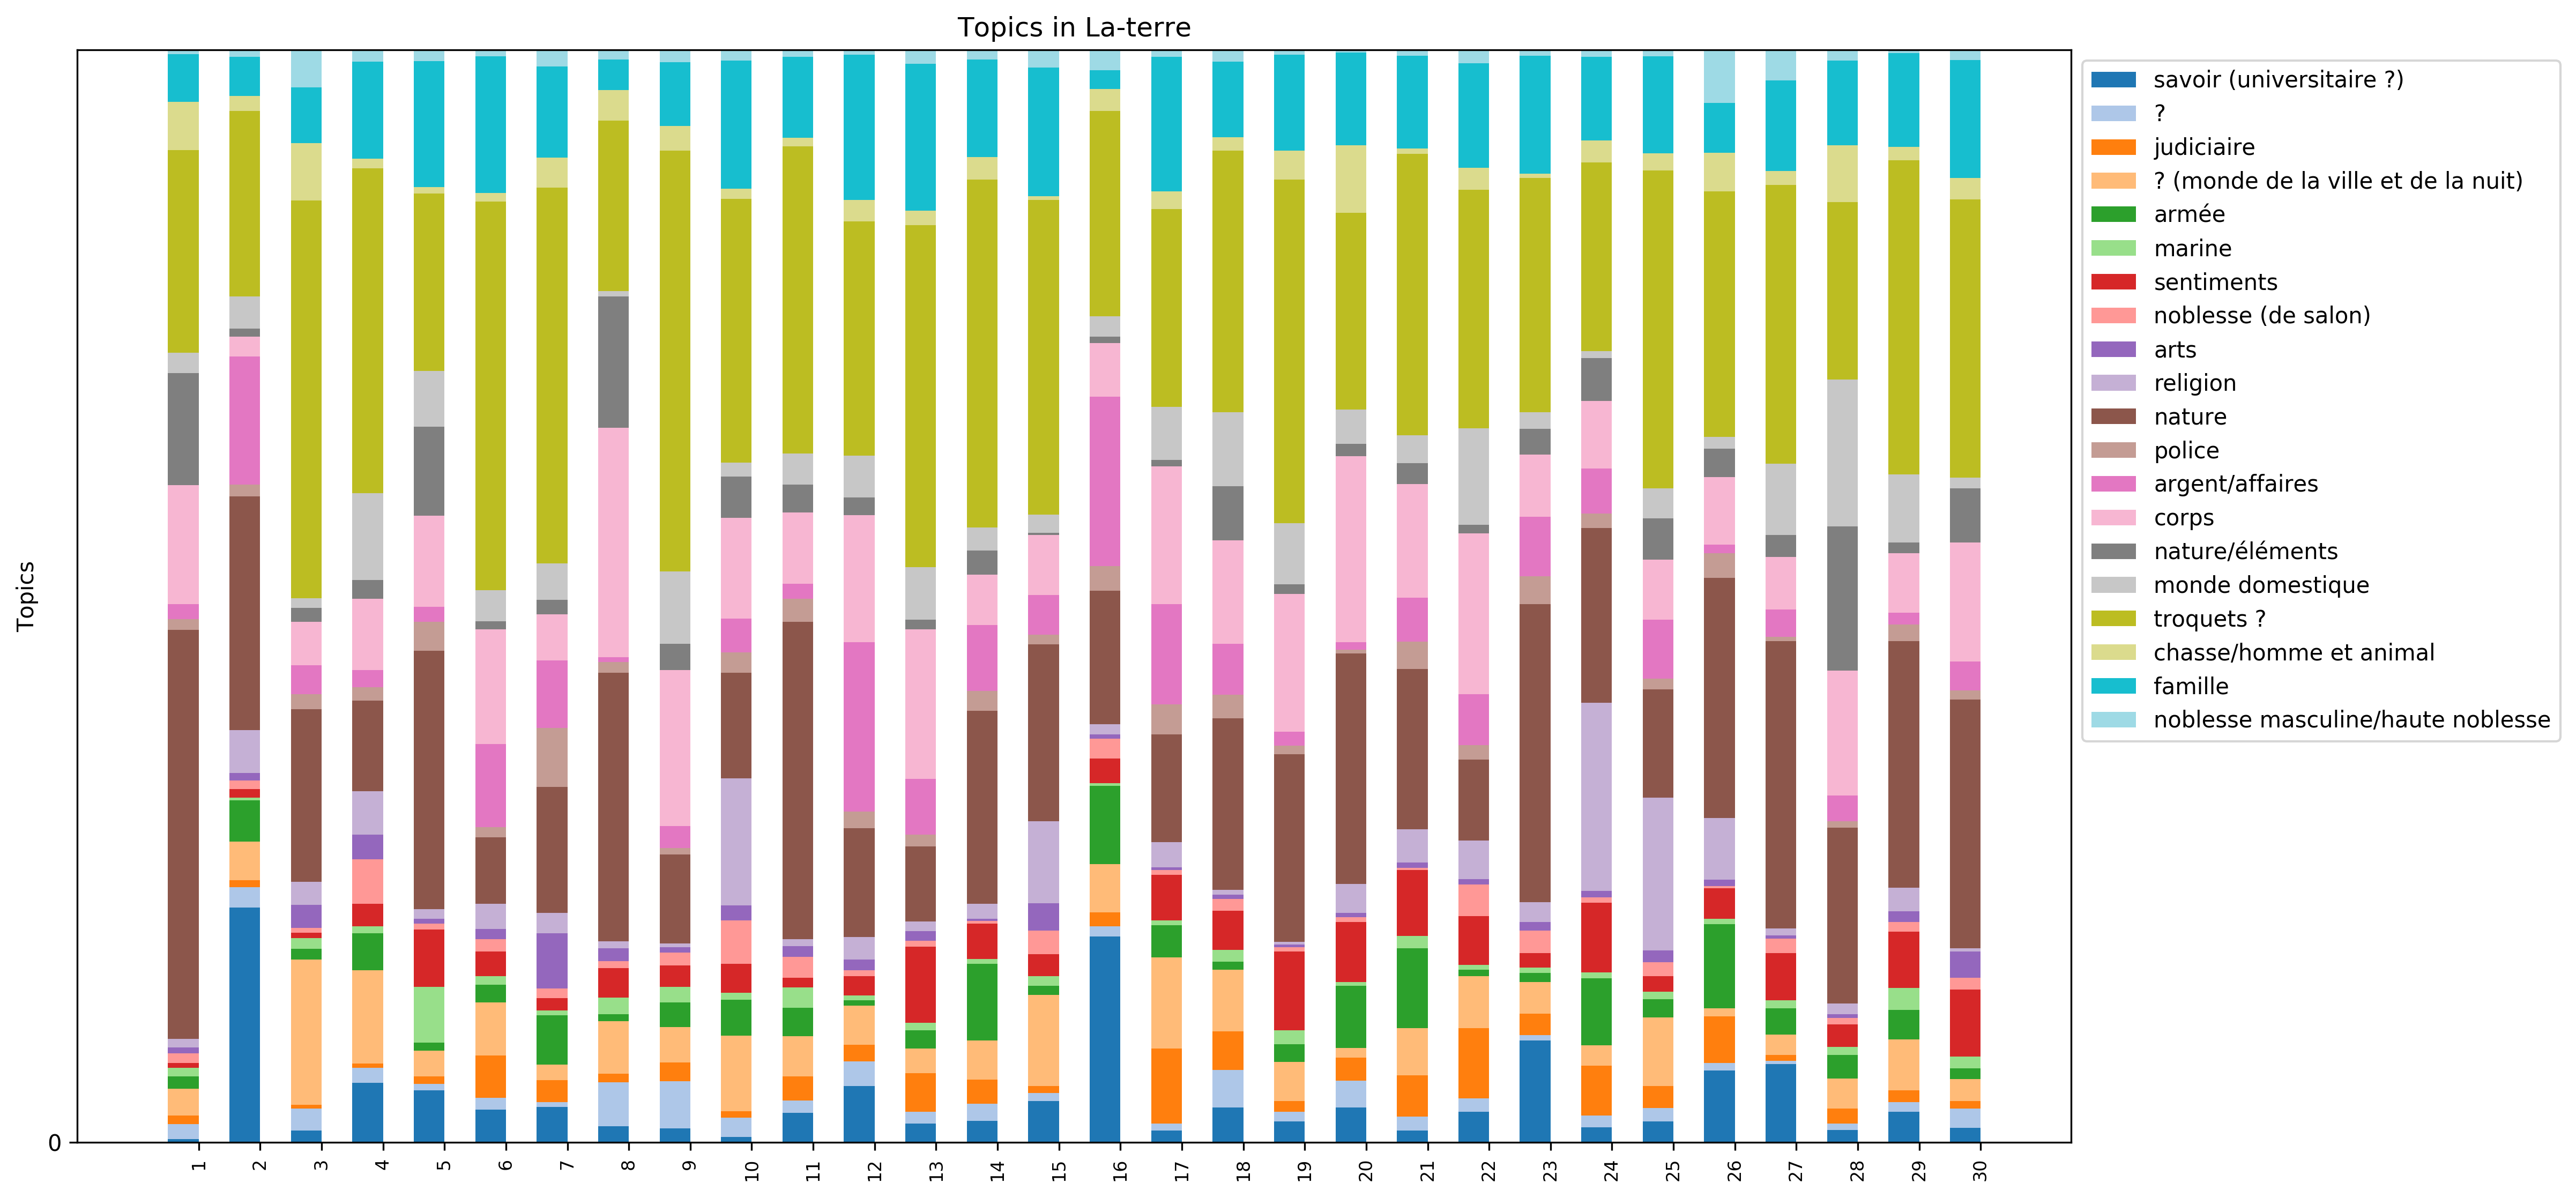 Topics in La-terre
Topics
0
1
2
3
4
5
6
7
8
9
10
11
12
13
14
15
16
17
18
19
20
21
22
23
24
25
26
27
28
29
30
savoir (universitaire ?)
?
judiciaire
? (monde de la ville et de la nuit)
armée
marine
sentiments
noblesse (de salon)
arts
religion
nature
police
argent/affaires
corps
nature/éléments
monde domestique
troquets ?
chasse/homme et animal
famille
noblesse masculine/haute noblesse